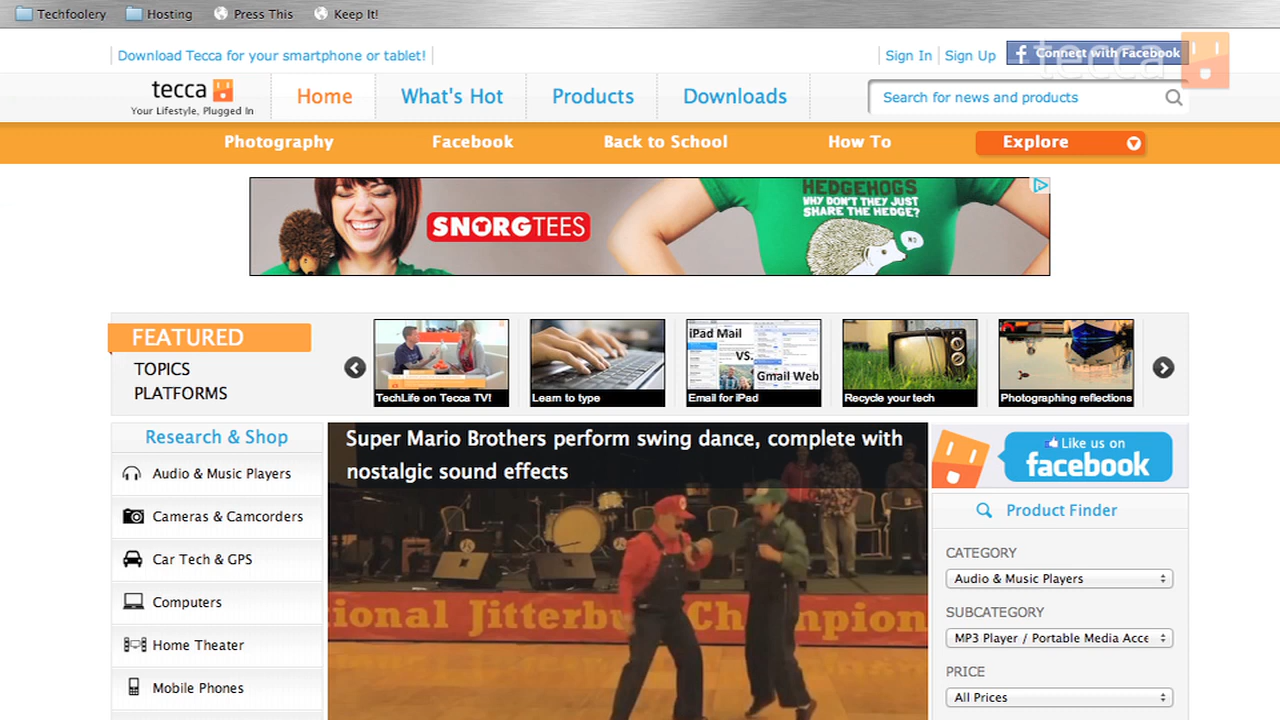 Techfoolery Hosting Press This Keep It!
Download Tecca for your smartphone or tablet!
Sign In Sign Up Connect with Facebook
tecca
tecca
Your Lifestyle, Plugged In
Home What's Hot Products Downloads
Search for news and products
Photography Facebook Back to School How To Explore
SNORGTEES
HEDGEHOGS
WHY DON'T THEY JUST
SHARE THE HEDGE?
NO
FEATURED
TOPICS
PLATFORMS
TechLife on Tecca TV!
Learn to type
iPad Mail
VS.
Gmail Web
Email for iPad
Recycle your tech
Photographing reflections
Research & Shop
Audio & Music Players
Cameras & Camcorders
Car Tech & GPS
Computers
Home Theater
Mobile Phones
Super Mario Brothers perform swing dance, complete with
nostalgic sound effects
tional Jitterbu Championi
Like us on
facebook
Product Finder
CATEGORY
Audio & Music Players
SUBCATEGORY
MP3 Player / Portable Media Acce
PRICE
All Prices